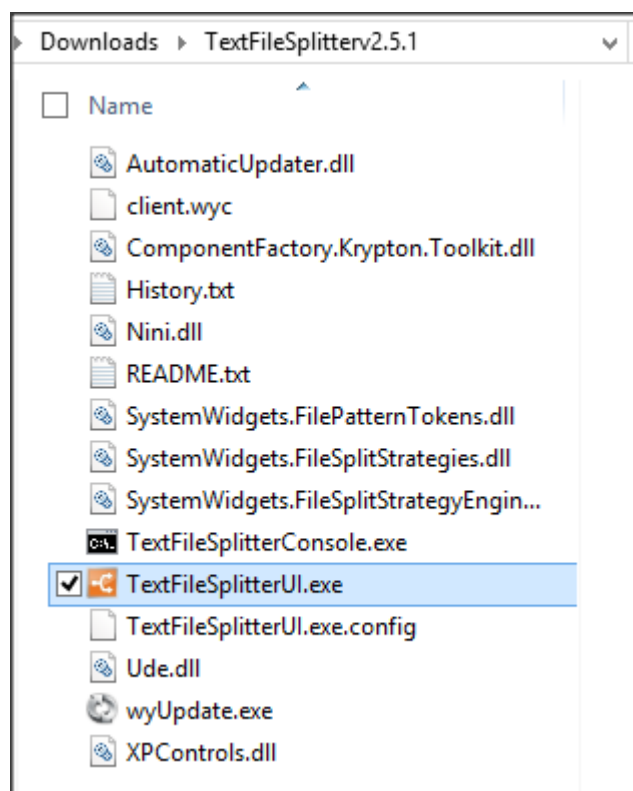 Downloads TextFileSplitterv2.5.1
Name
AutomaticUpdater.dll
client.wyc
ComponentFactory.Krypton.Toolkit.dll
History.txt
Nini.dll
README.txt
SystemWidgets.FilePatternTokens.dll
SystemWidgets.FileSplitStrategies.dll
SystemWidgets.FileSplitStrategyEngin...
TextFileSplitterConsole.exe
TextFileSplitterUI.exe
TextFileSplitterUI.exe.config
Ude.dll
wyUpdate.exe
XPControls.dll